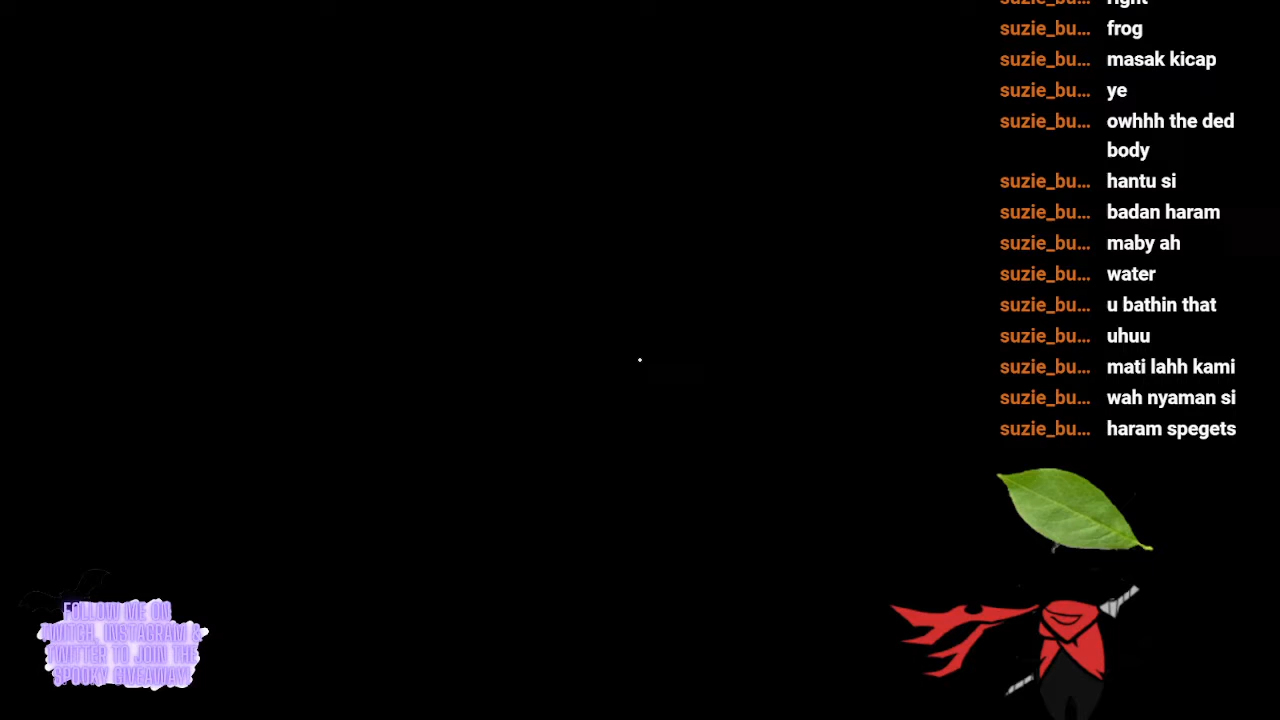 right
suzie_bu... frog
suzie_bu... masak kicap
suzie_bu... ye
suzie_bu... owhhh the ded
body
suzie_bu... hantu si
suzie_bu... badan haram
suzie_bu... maby ah
suzie_bu... water
suzie_bu... u bathin that
suzie_bu... uhuu
suzie_bu... mati lahh kami
suzie_bu... wah nyaman si
suzie_bu... haram spegets
FOLLOW ME ON
TWITCH, INSTAGRAM &
TWITTER TO JOIN THE
SPOOKY GIVEAWAY!